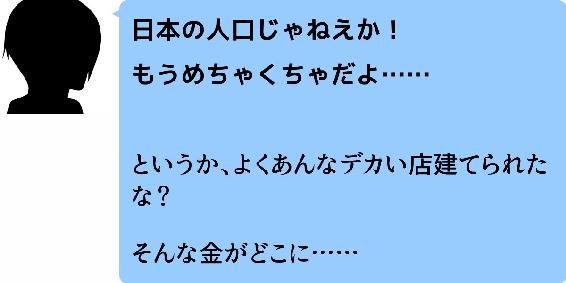 日本の人口じゃねえか！
もうめちゃくちゃだよ……
というか、よくあんなデカい店建てられた
な？
そんな金がどこに……